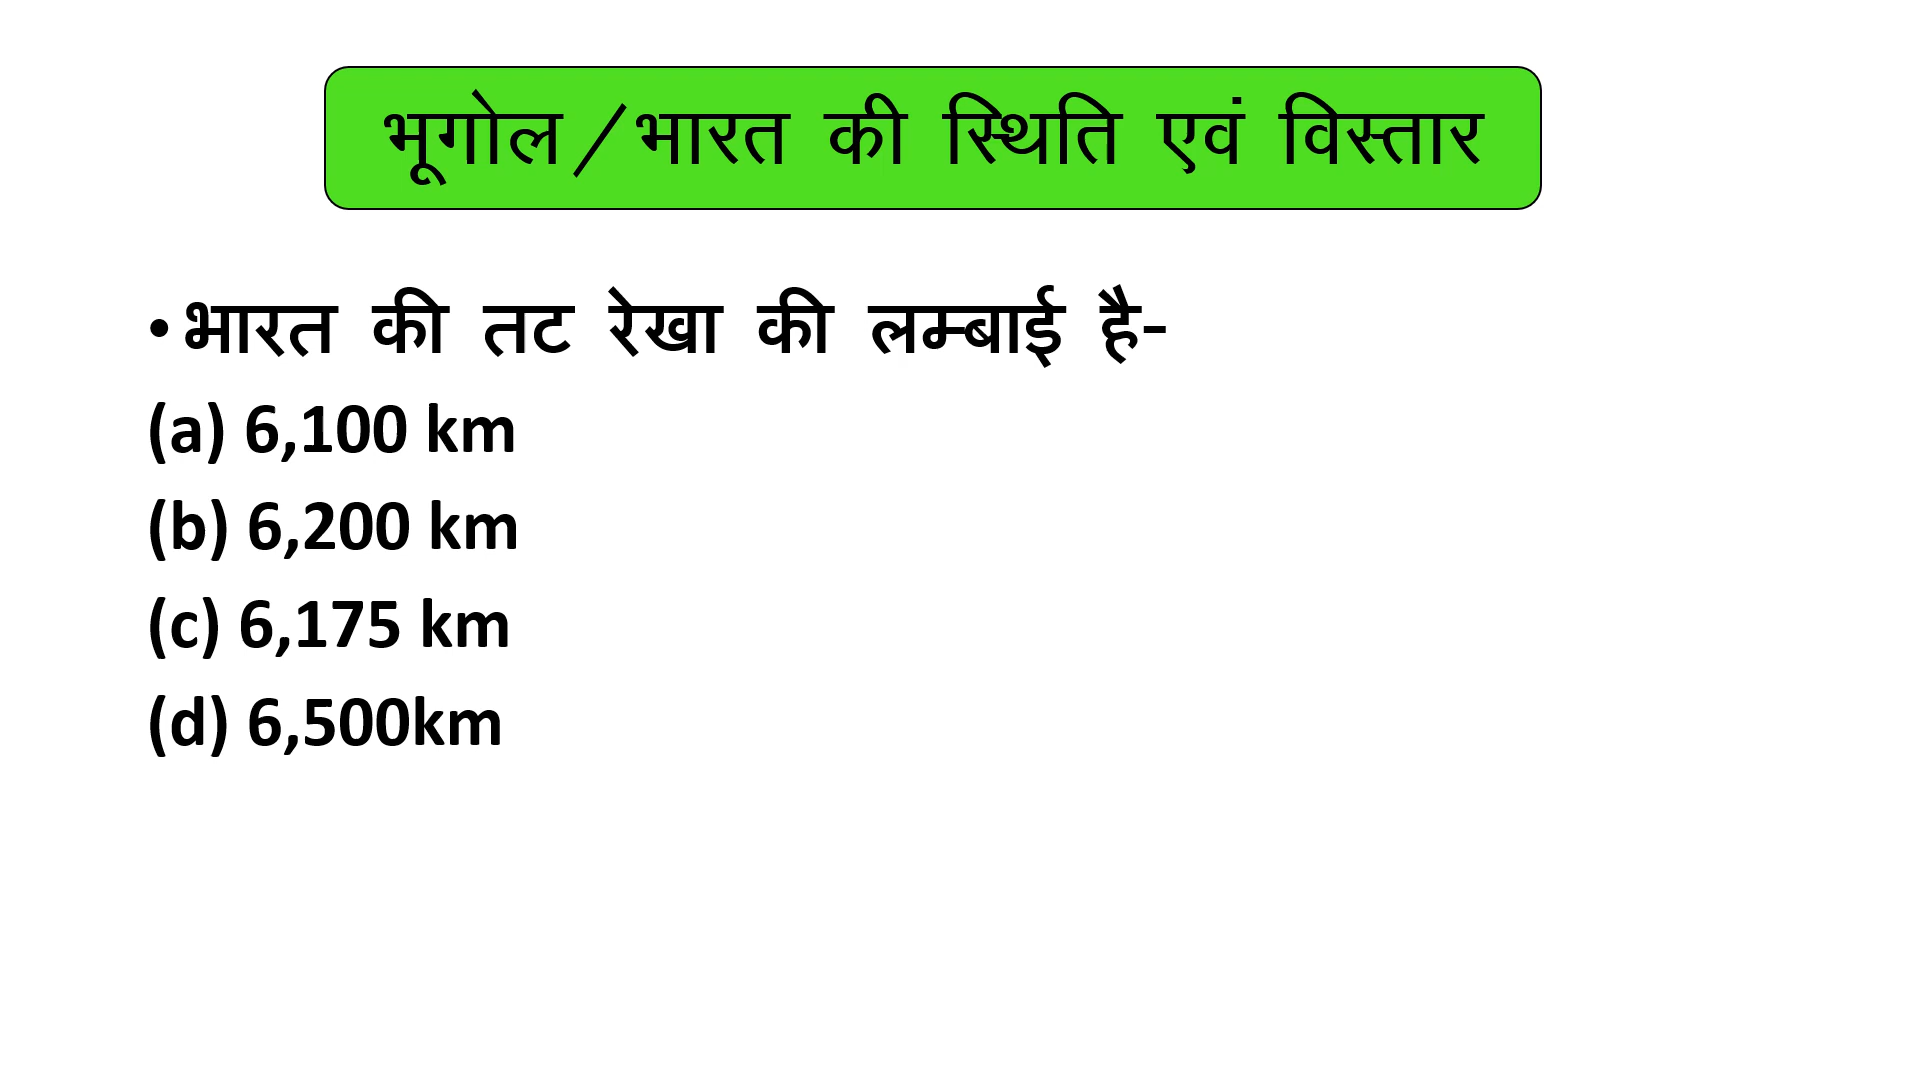 भूगोल/भारत की स्थिति एवं विस्तार
•भारत की तट रेखा की लम्बाई है-
(a) 6,100 km
(b) 6,200 km
(c) 6,175 km
(d) 6,500km